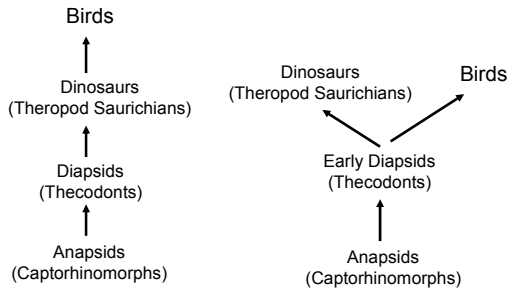 Birds
Dinosaurs
(Theropod Saurichians)
Diapsids
(Thecodonts)
Anapsids
(Captorhinomorphs)
Dinosaurs
(Theropod Saurichians)
Birds
Early Diapsids
(Thecodonts)
Anapsids
(Captorhinomorphs)